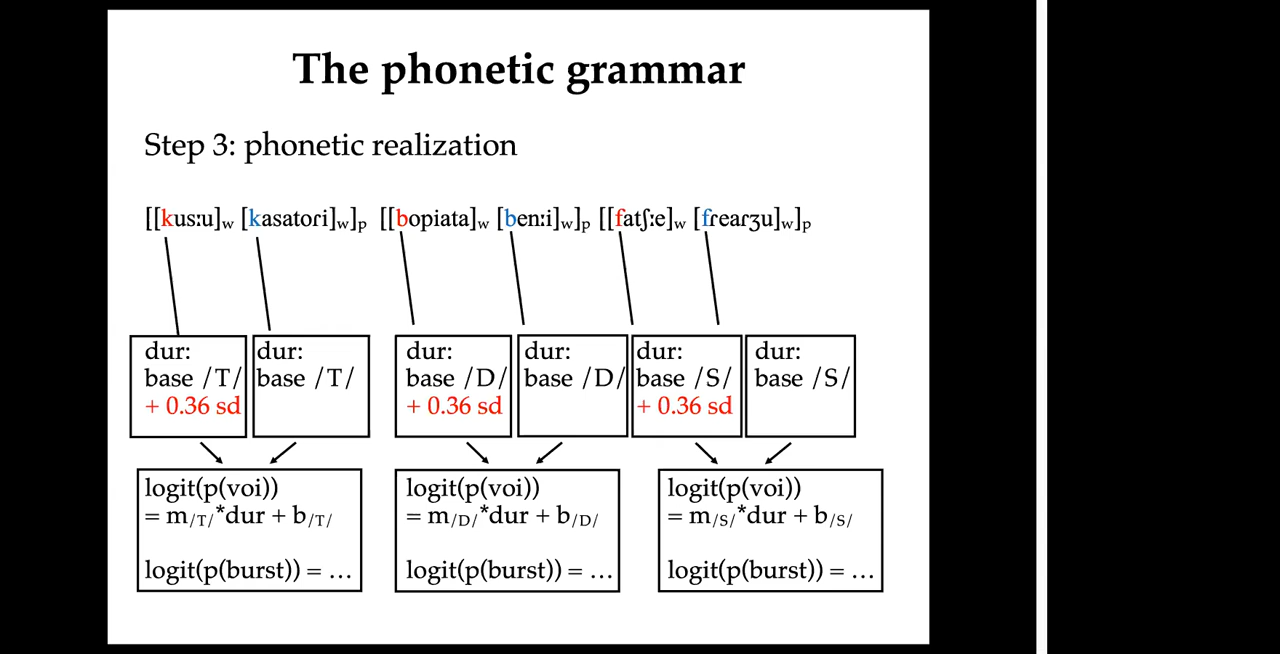 The phonetic grammar
Step 3: phonetic realization
[[kusːu]w [kasatoɾi]w]p [[bopiata]w [benːi]w]p [[fatʃːe]w [fɾeaɾʒu]w]p
dur:
base /T/
+ 0.36 sd
dur:
base /T/
dur:
base /D/
+ 0.36 sd
dur:
base /D/
dur:
base /S/
+ 0.36 sd
dur:
base /S/
logit(p(voi))
= m/T/*dur + b/T/
logit(p(burst)) = …
logit(p(voi))
= m/D/*dur + b/D/
logit(p(burst)) = …
logit(p(voi))
= m/S/*dur + b/S/
logit(p(burst)) = …